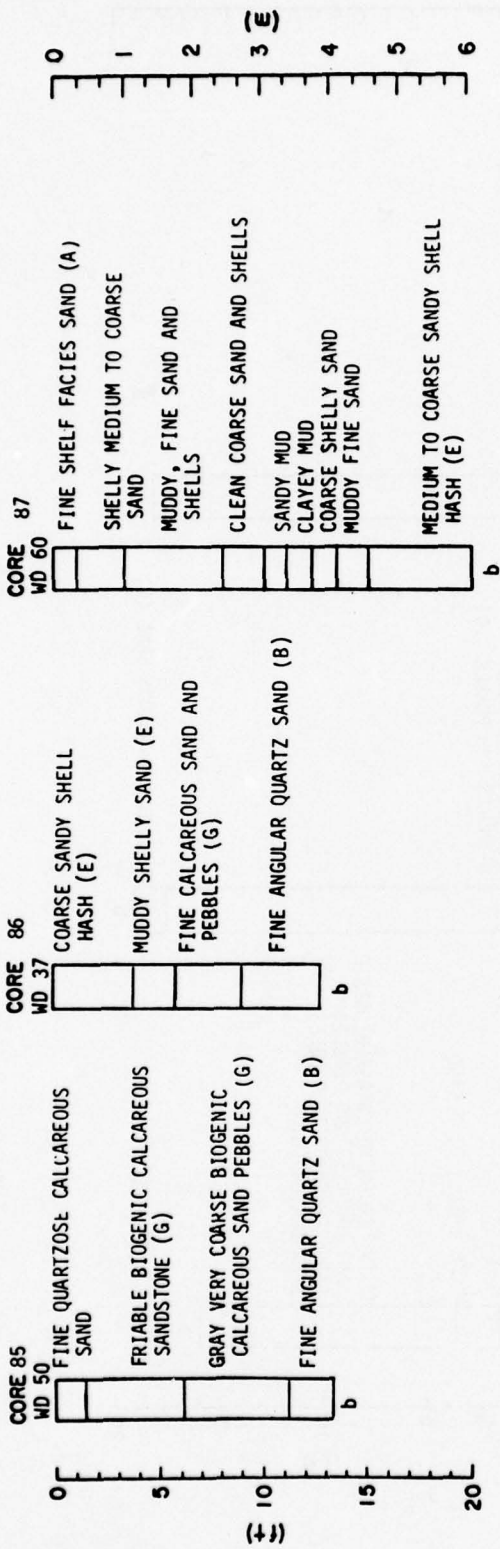 CORE 85
WD 50
FINE QUARTZOSE CALCAREOUS
SAND
FRIABLE BIOGENIC CALCAREOUS
SANDSTONE (G)
GRAY VERY COARSE BIOGENIC
CALCAREOUS SAND PEBBLES (G)
FINE ANGULAR QUARTZ SAND (B)
b
CORE 86
WD 37
COARSE SANDY SHELL
HASH (E)
MUDDY SHELLY SAND (E)
FINE CALCAREOUS SAND AND
PEBBLES (G)
FINE ANGULAR QUARTZ SAND (B)
b
CORE 87
WD 60
FINE SHELF FACIES SAND (A)
SHELLY MEDIUM TO COARSE
SAND
MUDDY, FINE SAND AND
SHELLS
CLEAN COARSE SAND AND SHELLS
SANDY MUD
CLAYEY MUD
COARSE SHELLY SAND
MUDDY FINE SAND
MEDIUM TO COARSE SANDY SHELL
HASH (E)
b
0
5
10
15
20
(ft)
0
1
2
3
4
5
6
(m)